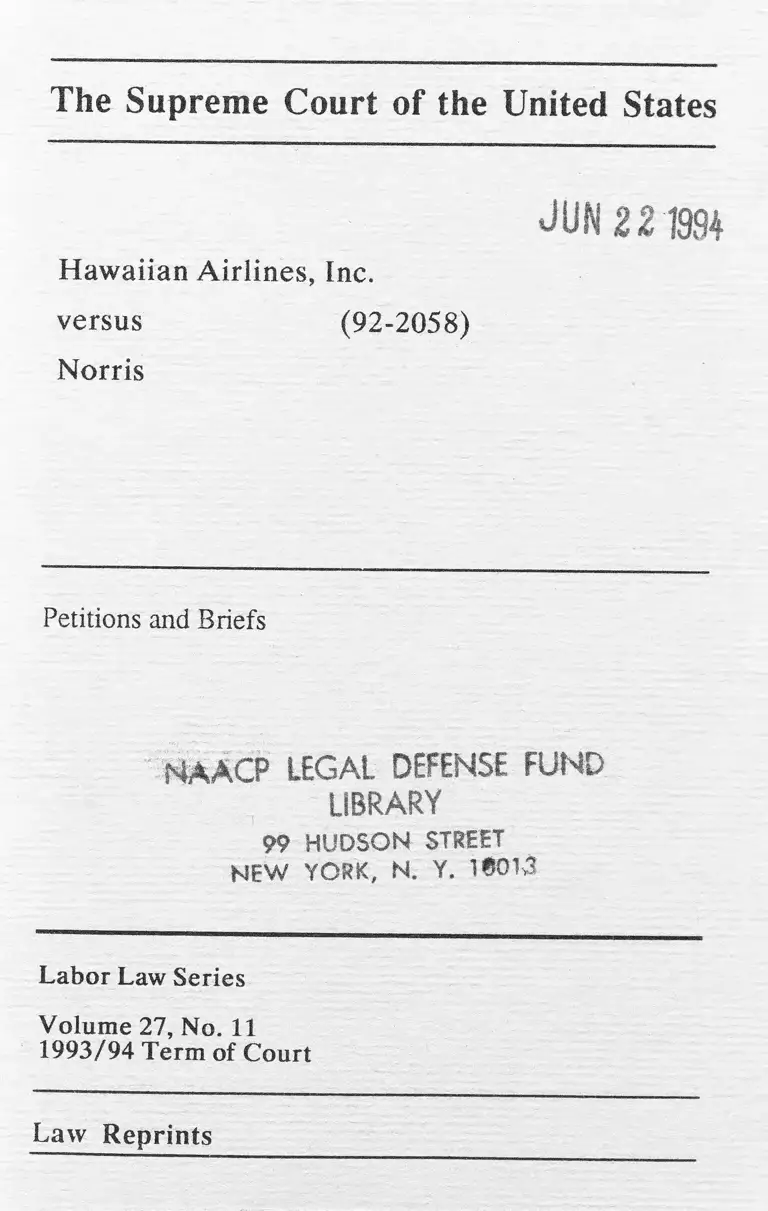 The Supreme Court of the United States
JUN 22 1994
Hawaiian Airlines, Inc.
versus (92-2058)
Norris
Petitions and Briefs
NAACP LEGAL DEFENSE FUND
LIBRARY
99 HUDSON STREET
NEW YORK, N. Y. 10013
Labor Law Series
Volume 27, No. 11
1993/94 Term of Court
Law Reprints